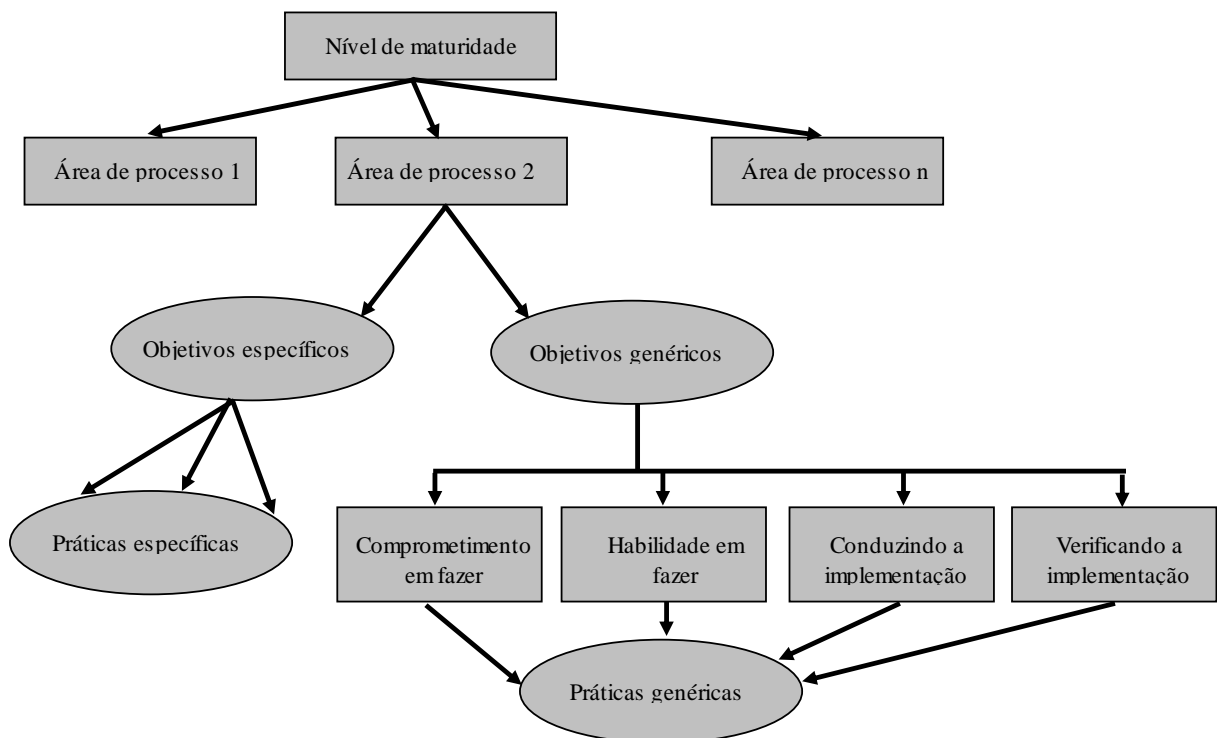 Nível de maturidade
Área de processo 1
Área de processo 2
Área de processo n
Objetivos específicos
Objetivos genéricos
Práticas específicas
Comprometimento
em fazer
Habilidade em
fazer
Conduzindo a
implementação
Verificando a
implementação
Práticas genéricas